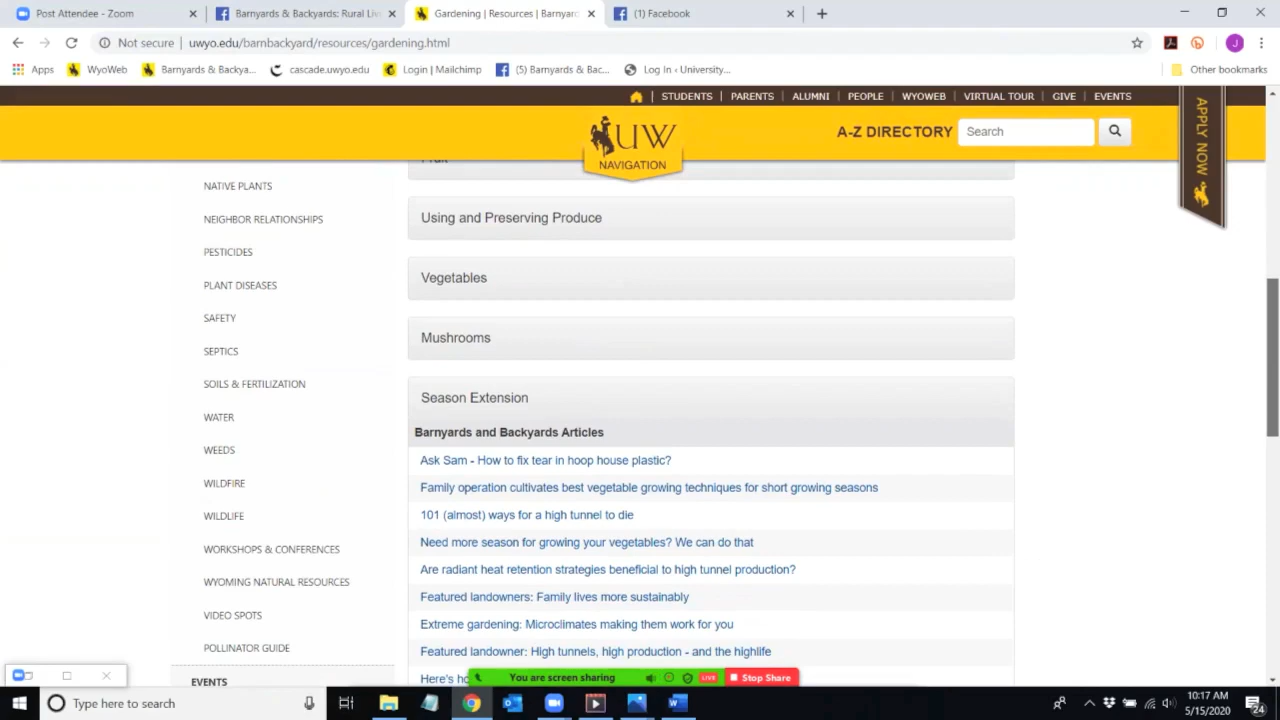 Post Attendee - Zoom
Barnyards & Backyards: Rural Liv
Gardening | Resources | Barnyard
(1) Facebook
Not secure | uwyo.edu/barnbackyard/resources/gardening.html
Apps
WyoWeb
Barnyards & Backya...
cascade.uwyo.edu
Login | Mailchimp
(5) Barnyards & Bac...
Log In ‹ University...
Other bookmarks
STUDENTS | PARENTS | ALUMNI | PEOPLE | WYOWEB | VIRTUAL TOUR | GIVE | EVENTS
UW
NAVIGATION
A-Z DIRECTORY
Search
APPLY NOW
Fruit
NATIVE PLANTS
NEIGHBOR RELATIONSHIPS
PESTICIDES
PLANT DISEASES
SAFETY
SEPTICS
SOILS & FERTILIZATION
WATER
WEEDS
WILDFIRE
WILDLIFE
WORKSHOPS & CONFERENCES
WYOMING NATURAL RESOURCES
VIDEO SPOTS
POLLINATOR GUIDE
EVENTS
Using and Preserving Produce
Vegetables
Mushrooms
Season Extension
Barnyards and Backyards Articles
Ask Sam - How to fix tear in hoop house plastic?
Family operation cultivates best vegetable growing techniques for short growing seasons
101 (almost) ways for a high tunnel to die
Need more season for growing your vegetables? We can do that
Are radiant heat retention strategies beneficial to high tunnel production?
Featured landowners: Family lives more sustainably
Extreme gardening: Microclimates making them work for you
Featured landowner: High tunnels, high production - and the highlife
Here's ho
You are screen sharing
LIVE
Stop Share
Type here to search
10:17 AM
5/15/2020
24